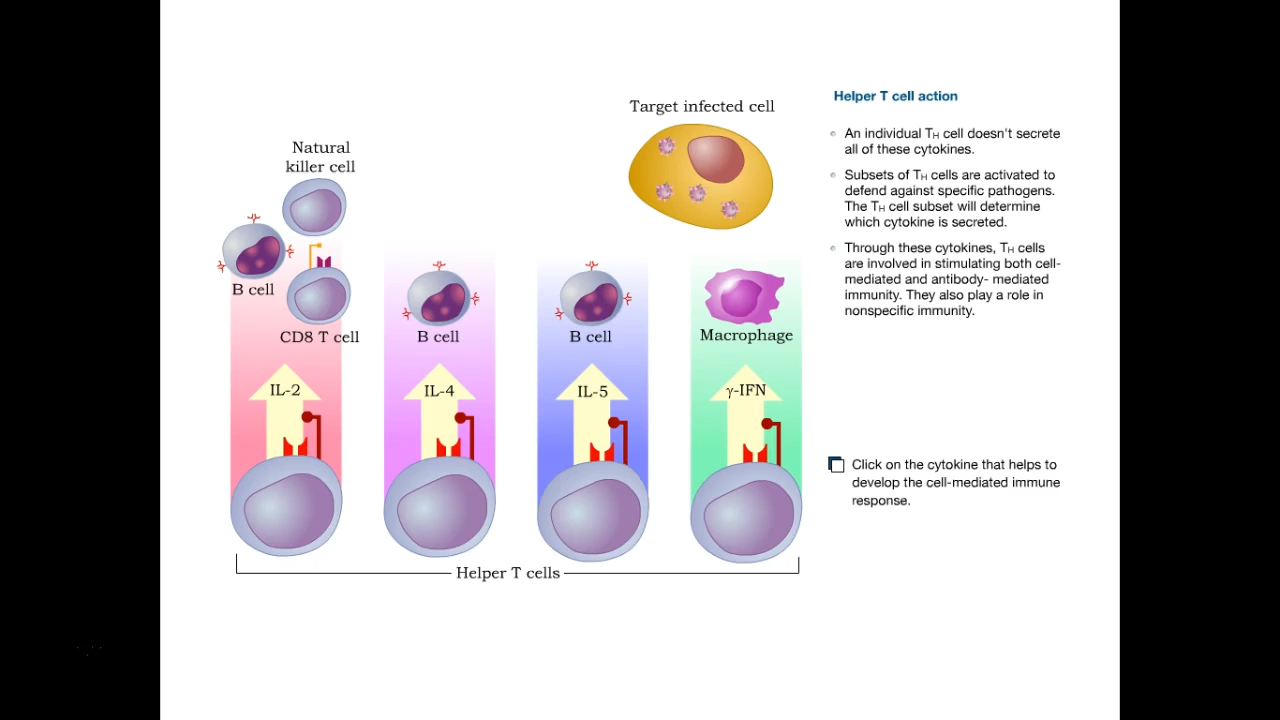 Target infected cell
Natural
killer cell
B cell
CD8 T cell
B cell
B cell
Macrophage
IL-2
IL-4
IL-5
γ-IFN
Helper T cells
Helper T cell action
An individual TH cell doesn't secrete
all of these cytokines.
Subsets of TH cells are activated to
defend against specific pathogens.
The TH cell subset will determine
which cytokine is secreted.
Through these cytokines, TH cells
are involved in stimulating both cell-
mediated and antibody- mediated
immunity. They also play a role in
nonspecific immunity.
Click on the cytokine that helps to
develop the cell-mediated immune
response.